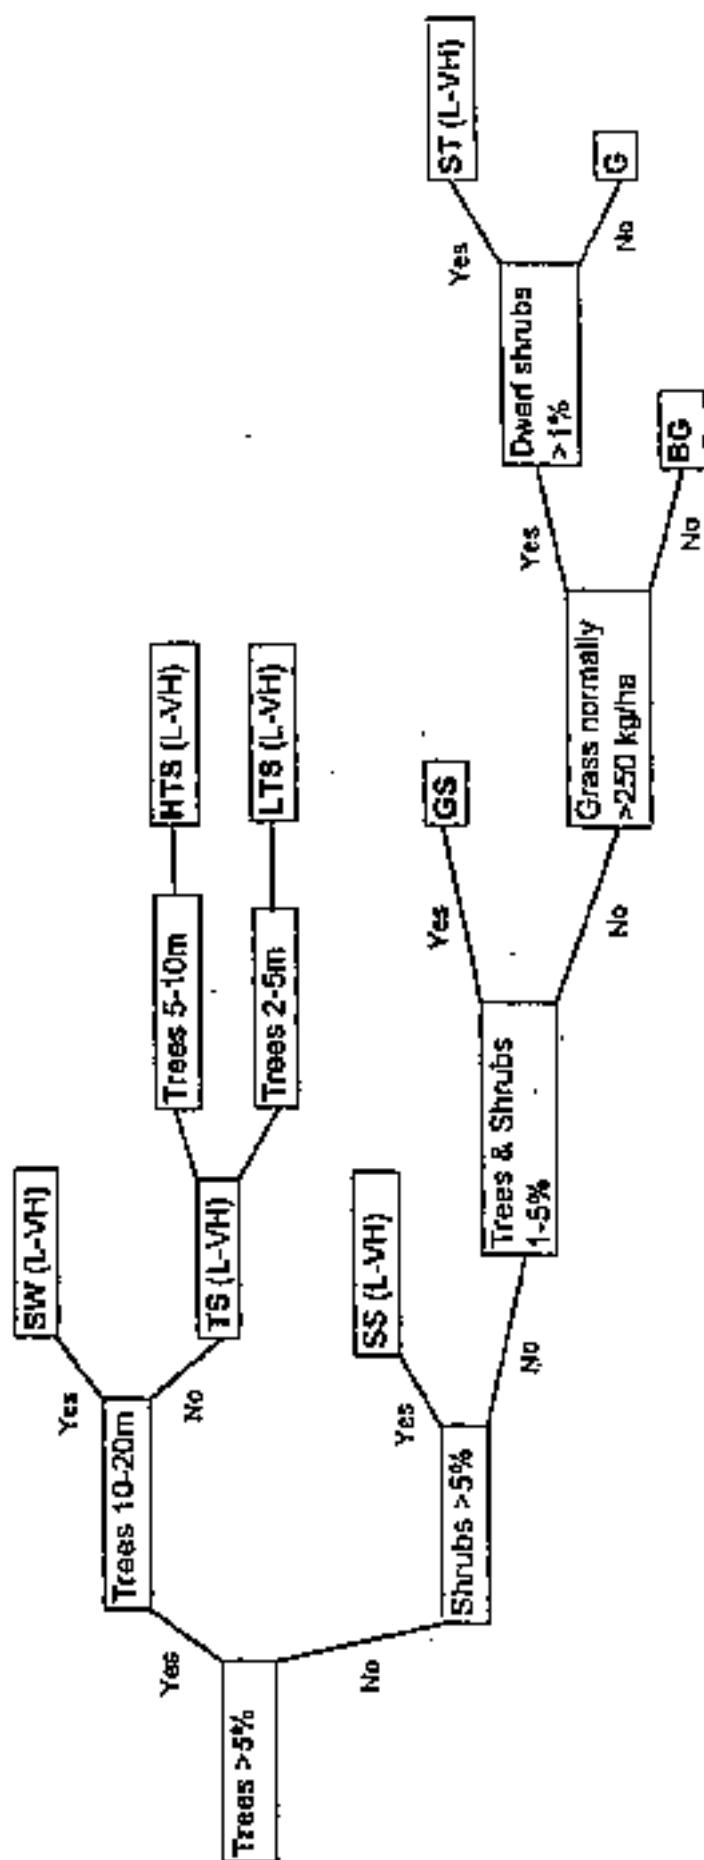 Trees >5%
Yes
No
Trees 10-20m
Yes
No
SW (L-VH)
TS (L-VH)
Trees 5-10m
HTS (L-VH)
Trees 2-5m
LTS (L-VH)
Shrubs >5%
Yes
No
SS (L-VH)
Trees & Shrubs
1-5%
Yes
No
GS
Grass normally
>250 kg/ha
Yes
No
Dwarf shrubs
>1%
BG
Yes
No
ST (L-VH)
G